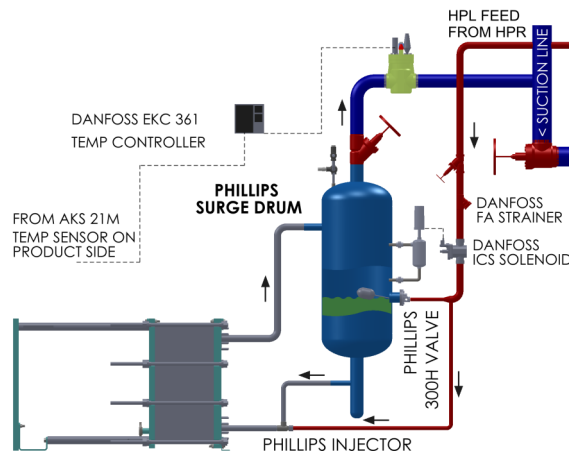 HPL FEED
FROM HPR
DANFOSS EKC 361
TEMP CONTROLLER
< SUCTION LINE
PHILLIPS
SURGE DRUM
DANFOSS
FA STRAINER
FROM AKS 21M
TEMP SENSOR ON
PRODUCT SIDE
DANFOSS
ICS SOLENOID
PHILLIPS
300H VALVE
PHILLIPS INJECTOR